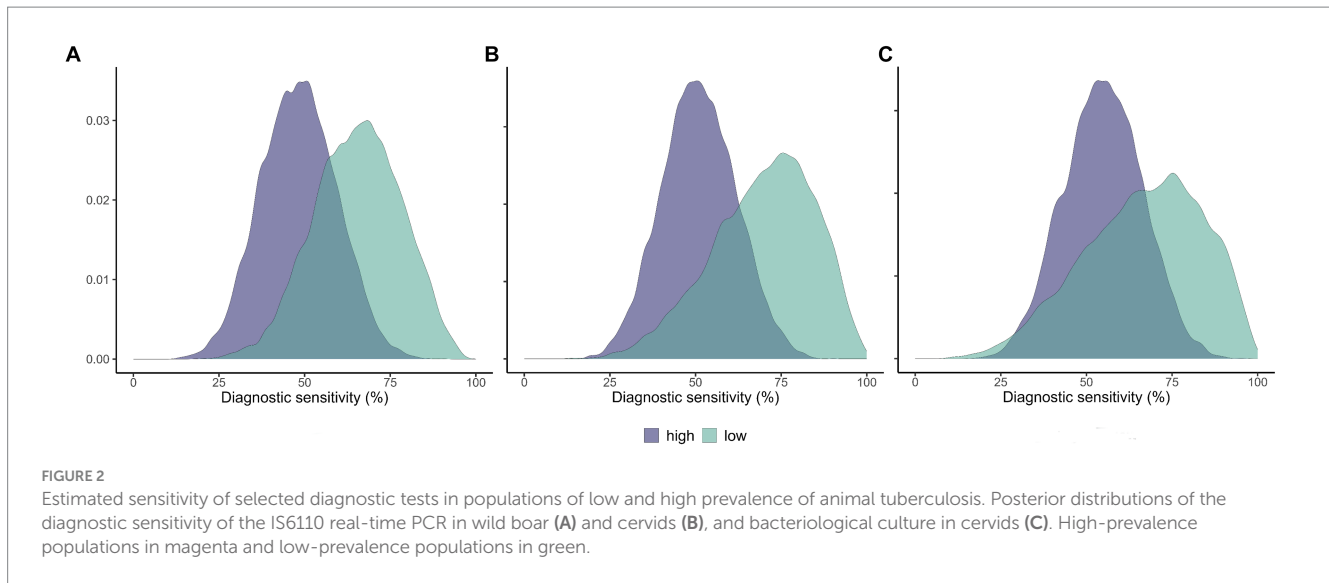 A
B
C
0.03
0.02
0.01
0.00
0 25 50 75 100 0 25 50 75 100 0 25 50 75 100
Diagnostic sensitivity (%) Diagnostic sensitivity (%) Diagnostic sensitivity (%)
high low
FIGURE 2
Estimated sensitivity of selected diagnostic tests in populations of low and high prevalence of animal tuberculosis. Posterior distributions of the
diagnostic sensitivity of the IS6110 real-time PCR in wild boar (A) and cervids (B), and bacteriological culture in cervids (C). High-prevalence
populations in magenta and low-prevalence populations in green.